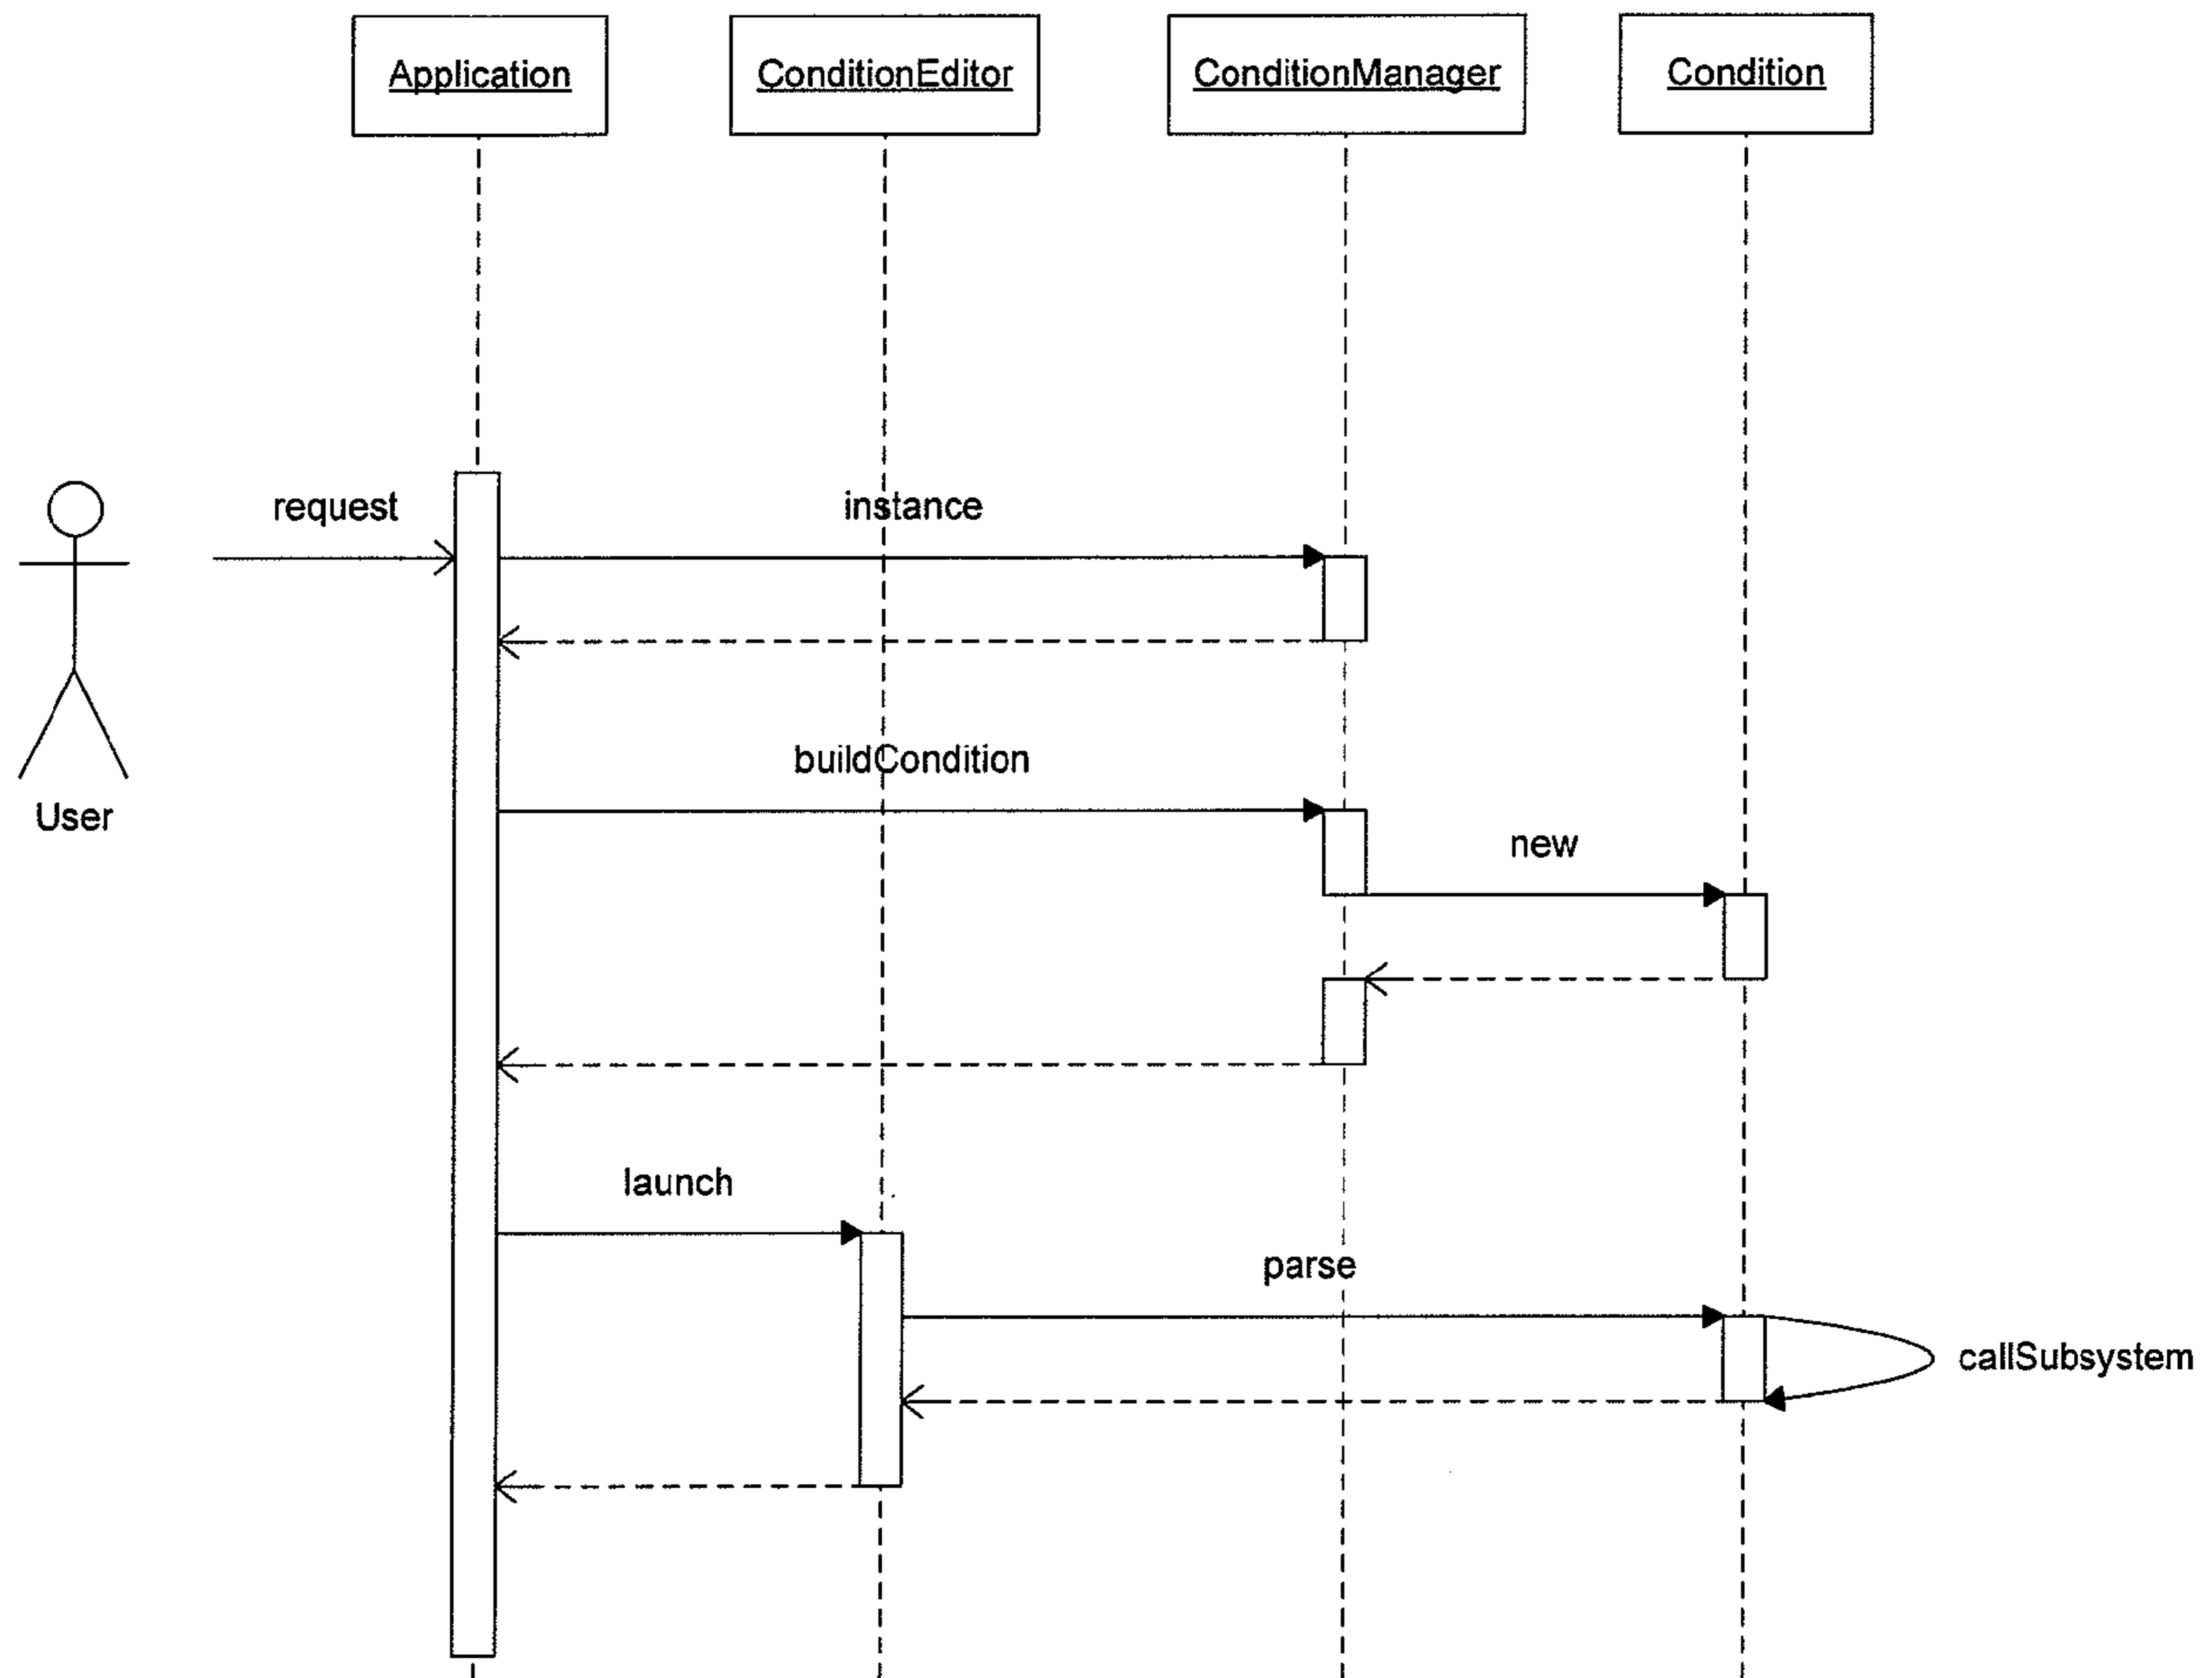 Application
ConditionEditor
ConditionManager
Condition
request
instance
buildCondition
User
new
launch
parse
callSubsystem